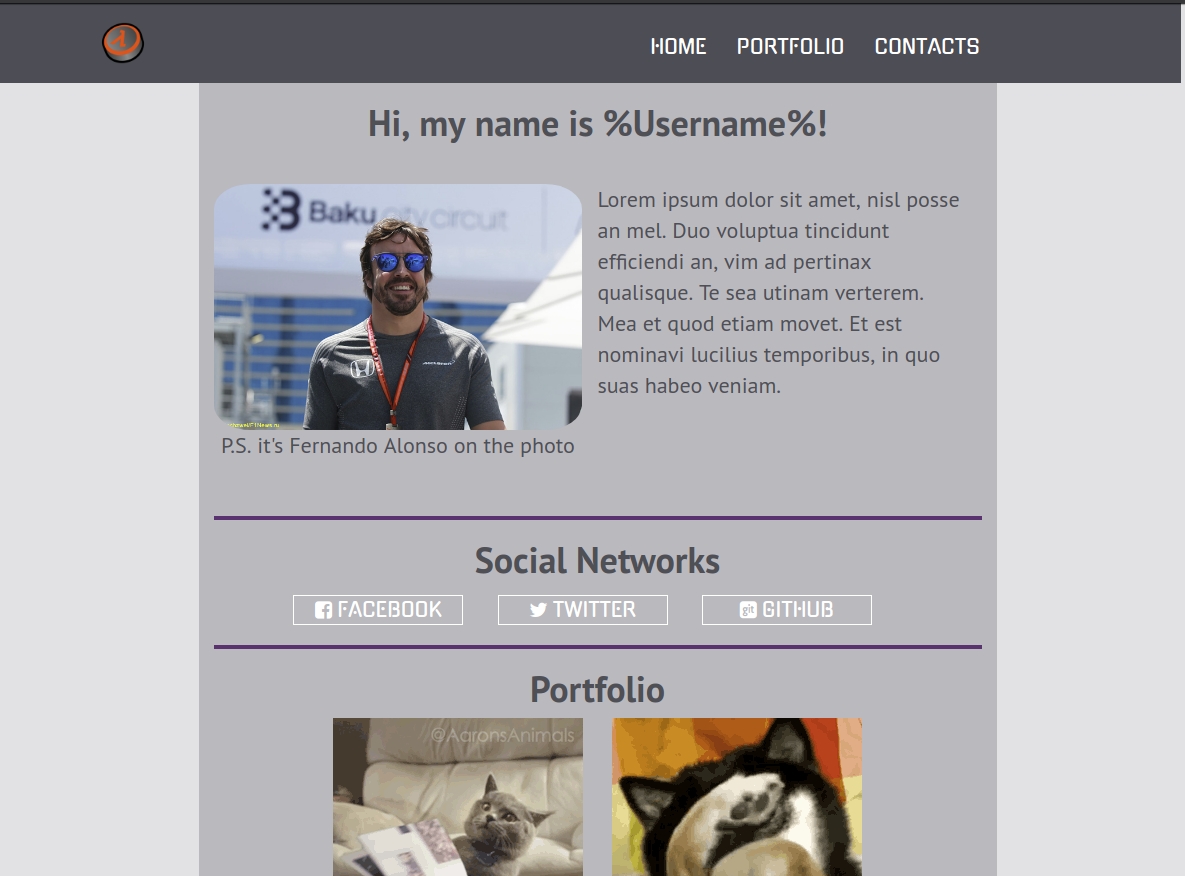 HOME PORTFOLIO CONTACTS
Hi, my name is %Username%!
Baku city circuit
Lorem ipsum dolor sit amet, nisl posse
an mel. Duo voluptua tincidunt
efficiendi an, vim ad pertinax
qualisque. Te sea utinam verterem.
Mea et quod etiam movet. Et est
nominavi lucilius temporibus, in quo
suas habeo veniam.
P.S. it's Fernando Alonso on the photo
Social Networks
FACEBOOK TWITTER git GITHUB
Portfolio
©AaronsAnimals